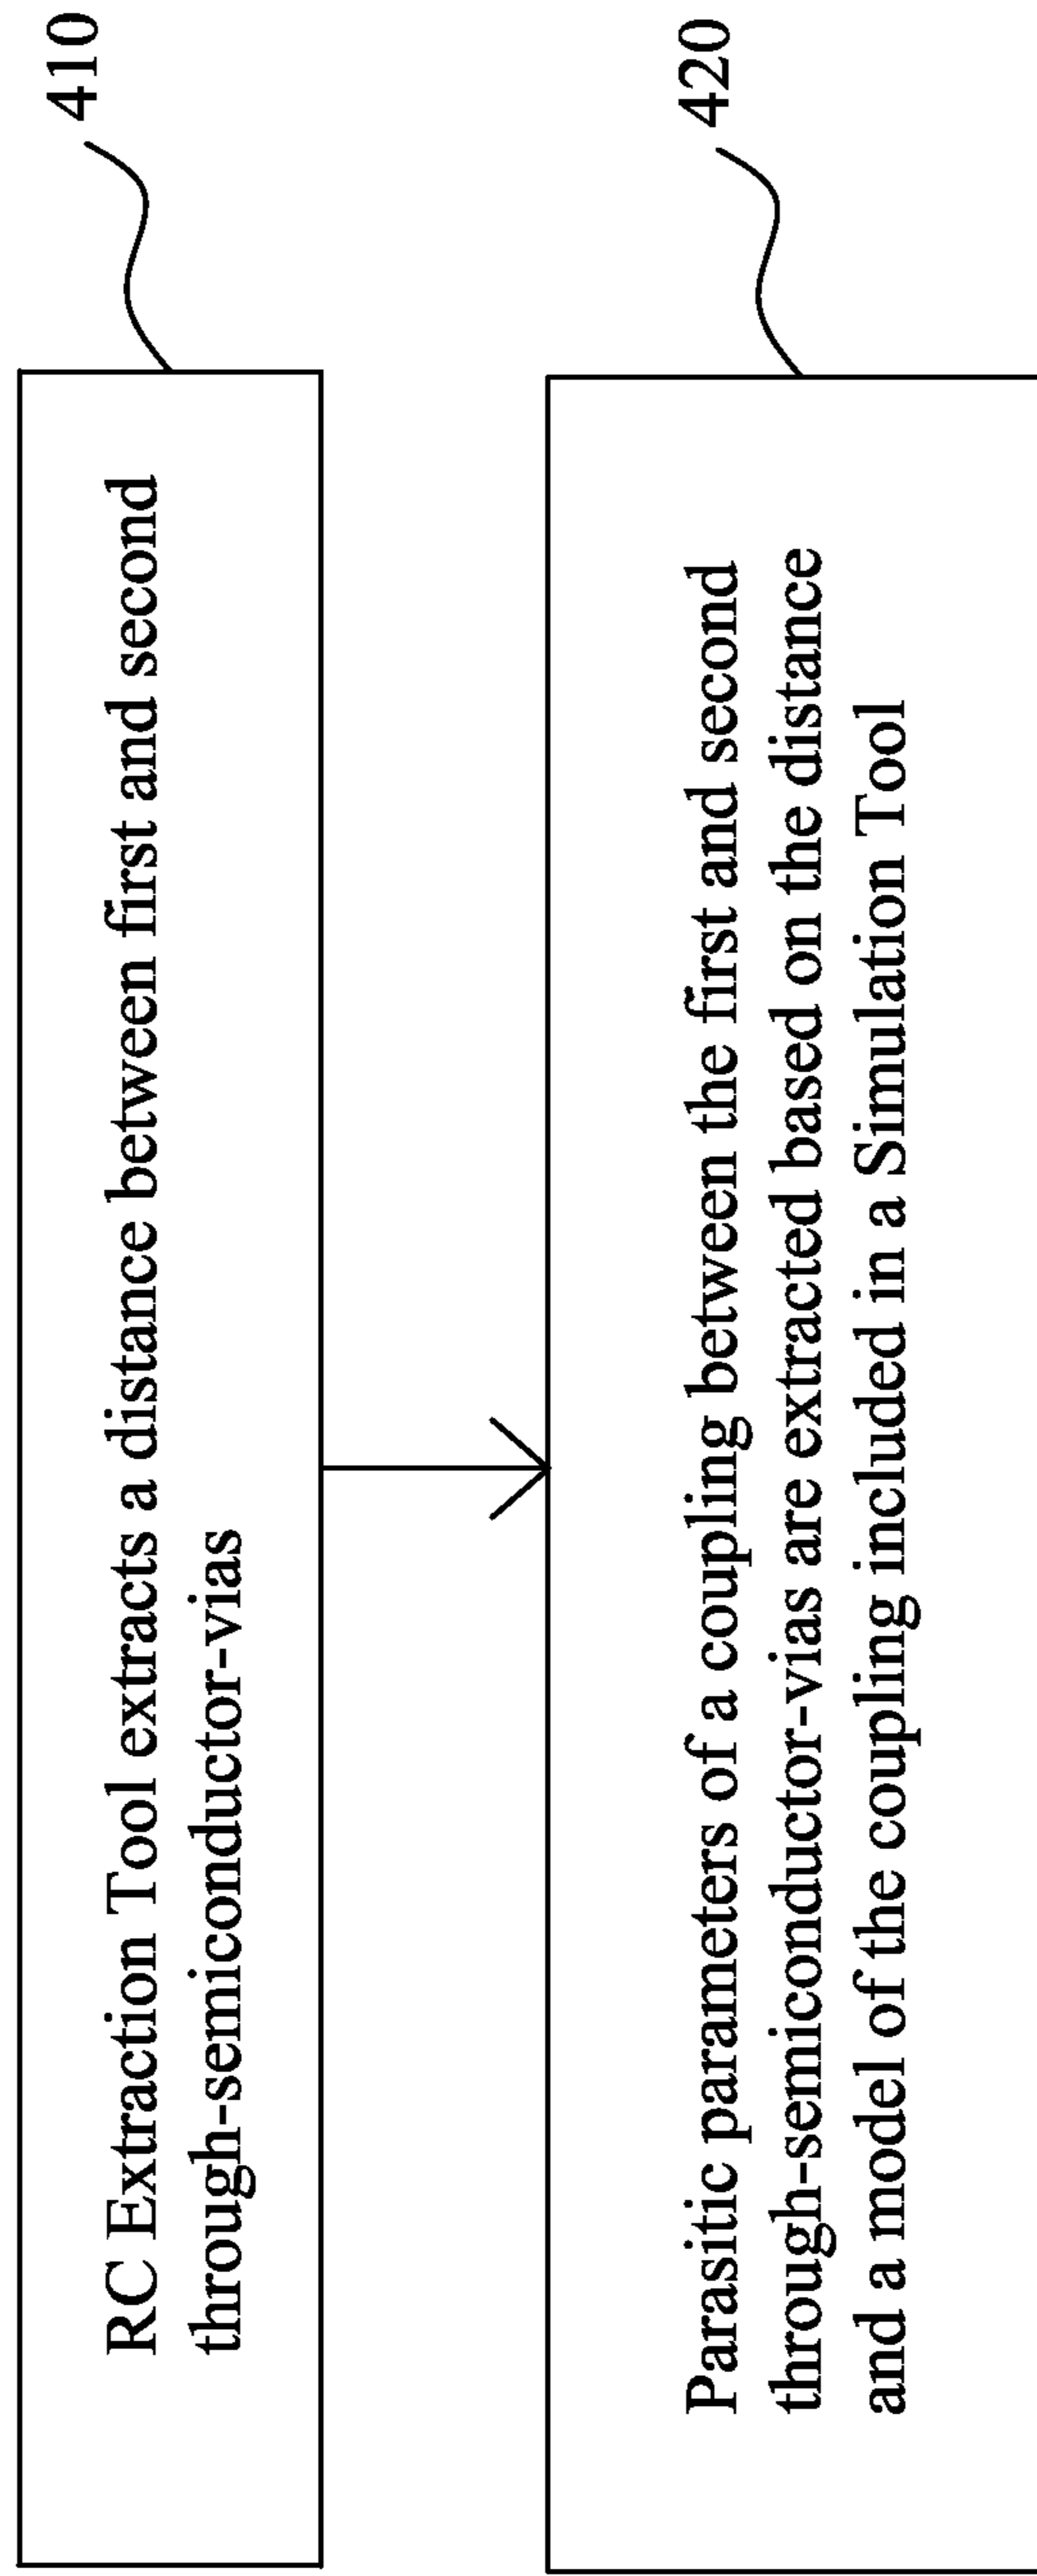 410
RC Extraction Tool extracts a distance between first and second
through-semiconductor-vias
420
Parasitic parameters of a coupling between the first and second
through-semiconductor-vias are extracted based on the distance
and a model of the coupling included in a Simulation Tool